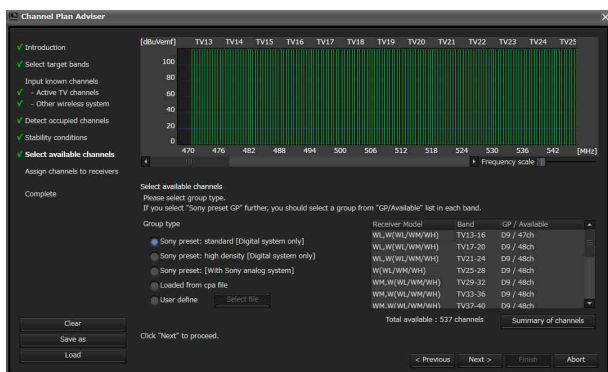 Channel Plan Adviser
Introduction
Select target bands
Input known channels
- Active TV channels
- Other wireless system
Detect occupied channels
Stability conditions
Select available channels
Assign channels to receivers
Complete
Clear
Save as
Load
[dBuVemf] TV13 TV14 TV15 TV16 TV17 TV18 TV19 TV20 TV21 TV22 TV23 TV24 TV25
100
80
60
40
20
0
470 476 482 488 494 500 506 512 518 524 530 536 542 [MHz]
Frequency scale
Select available channels
Please select group type.
If you select "Sony preset GP" further, you should select a group from "GP/Available" list in each band.
Group type
Sony preset: standard [Digital system only]
Sony preset: high density [Digital system only]
Sony preset: [With Sony analog system]
Loaded from cpa file
User define Select file
Receiver Model Band GP / Available
WL,W(WL/WM/WH) TV13-16 D9 / 47ch
WL,W(WL/WM/WH) TV17-20 D9 / 48ch
WL,W(WL/WM/WH) TV21-24 D9 / 48ch
W(WL/WM/WH) TV25-28 D9 / 48ch
WM,W(WL/WM/WH) TV29-32 D9 / 48ch
WM,W(WL/WM/WH) TV33-36 D9 / 48ch
WM,W(WL/WM/WH) TV37-40 D9 / 48ch
Total available : 537 channels Summary of channels
Click "Next" to proceed.
< Previous Next > Finish Abort